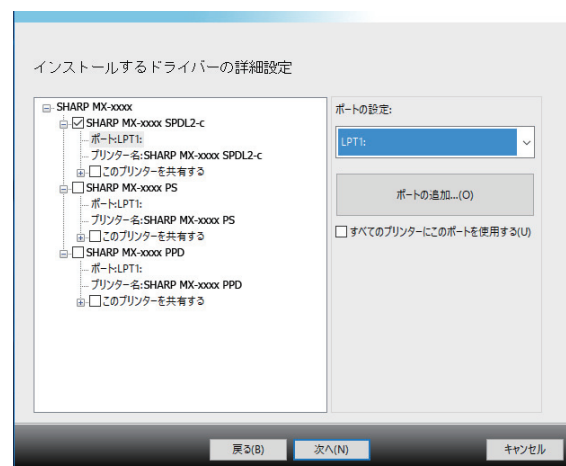 インストールするドライバーの詳細設定
SHARP MX-xxxx
SHARP MX-xxxx SPDL2-c
ポート:LPT1:
プリンター名:SHARP MX-xxxx SPDL2-c
このプリンターを共有する
SHARP MX-xxxx PS
ポート:LPT1:
プリンター名:SHARP MX-xxxx PS
このプリンターを共有する
SHARP MX-xxxx PPD
ポート:LPT1:
プリンター名:SHARP MX-xxxx PPD
このプリンターを共有する
ポートの設定:
LPT1:
ポートの追加...(O)
すべてのプリンターにこのポートを使用する(U)
戻る(B)
次へ(N)
キャンセル